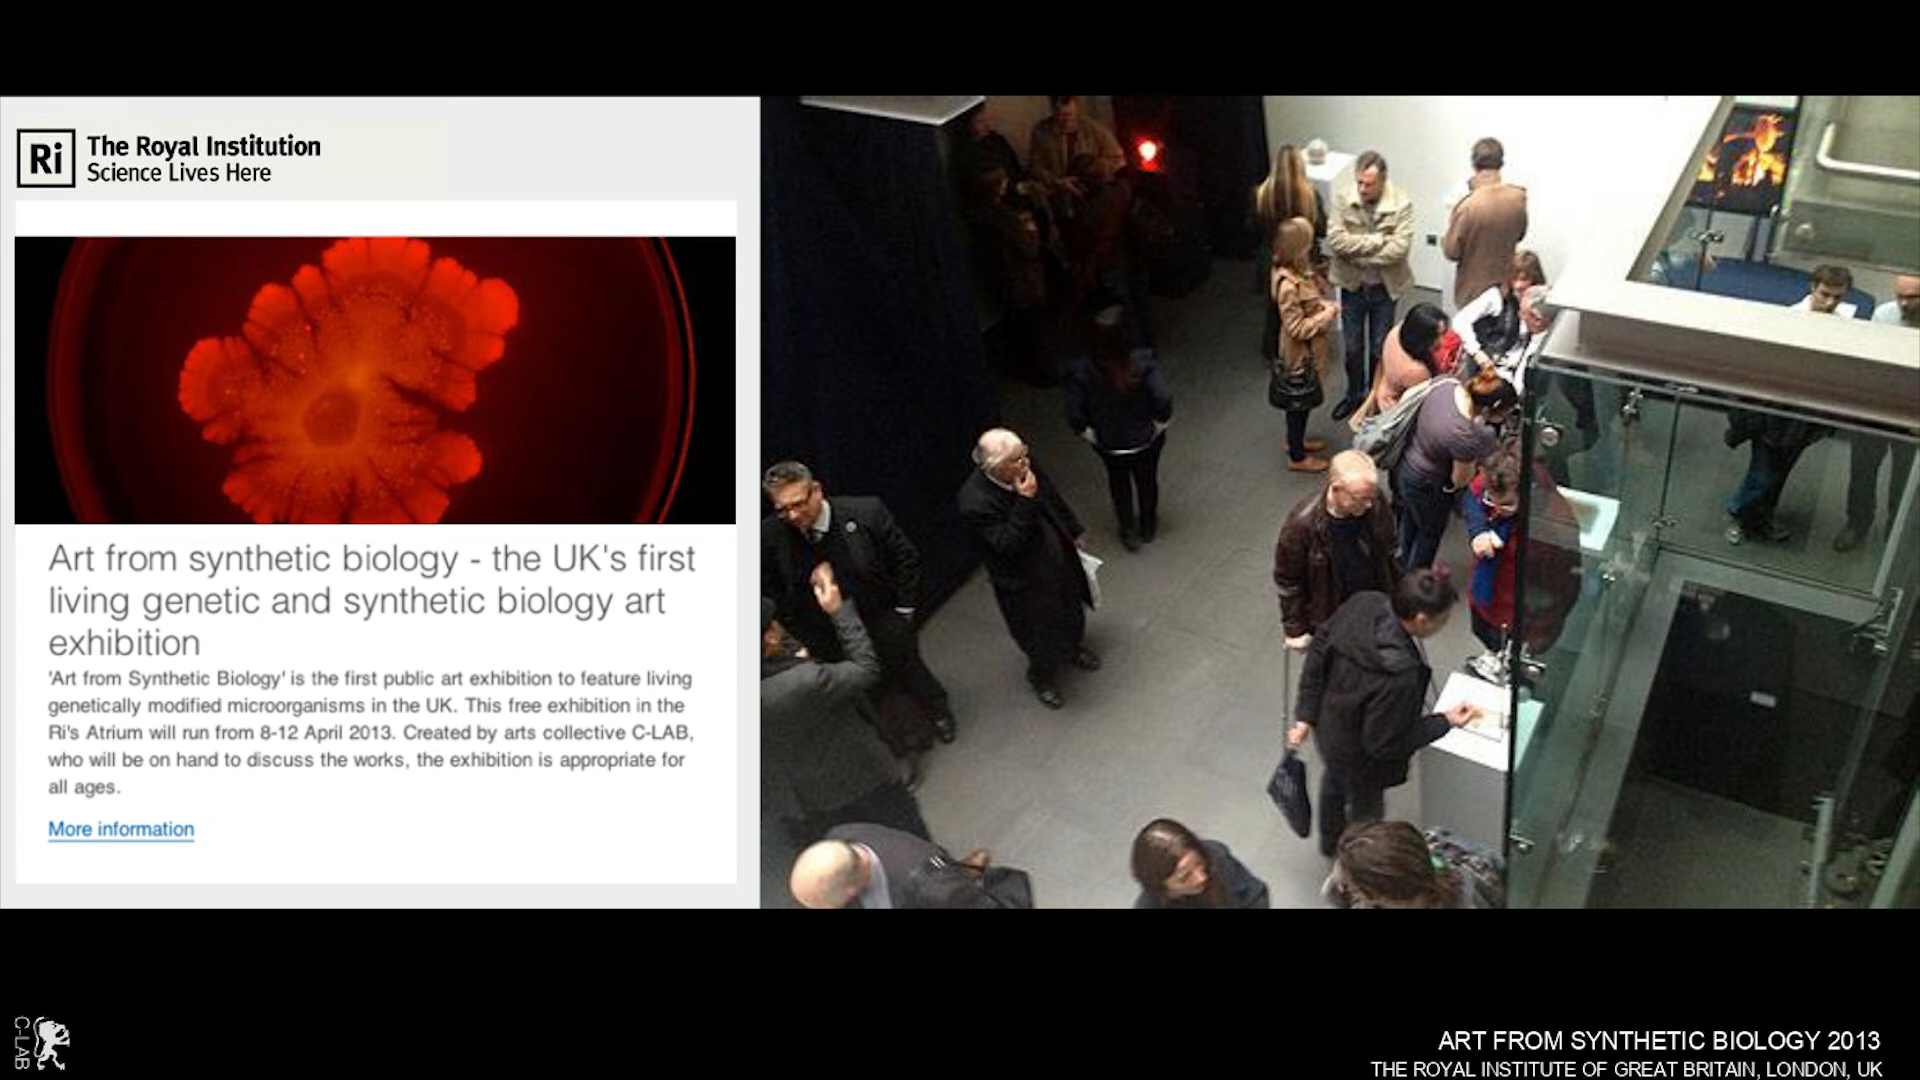 Ri
The Royal Institution
Science Lives Here
Art from synthetic biology - the UK's first
living genetic and synthetic biology art
exhibition
'Art from Synthetic Biology' is the first public art exhibition to feature living
genetically modified microorganisms in the UK. This free exhibition in the
Ri's Atrium will run from 8-12 April 2013. Created by arts collective C-LAB,
who will be on hand to discuss the works, the exhibition is appropriate for
all ages.
More information
C-LAB
ART FROM SYNTHETIC BIOLOGY 2013
THE ROYAL INSTITUTE OF GREAT BRITAIN, LONDON, UK